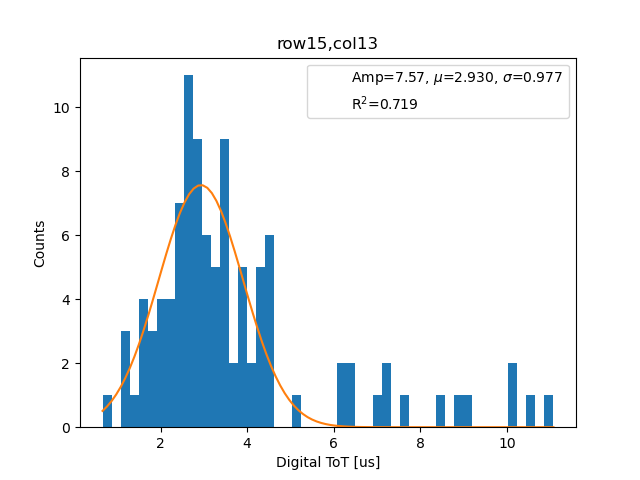 row15,col13
Amp=7.57, μ=2.930, σ=0.977
R²=0.719
Counts
10
8
6
4
2
0
2 4 6 8 10
Digital ToT [us]